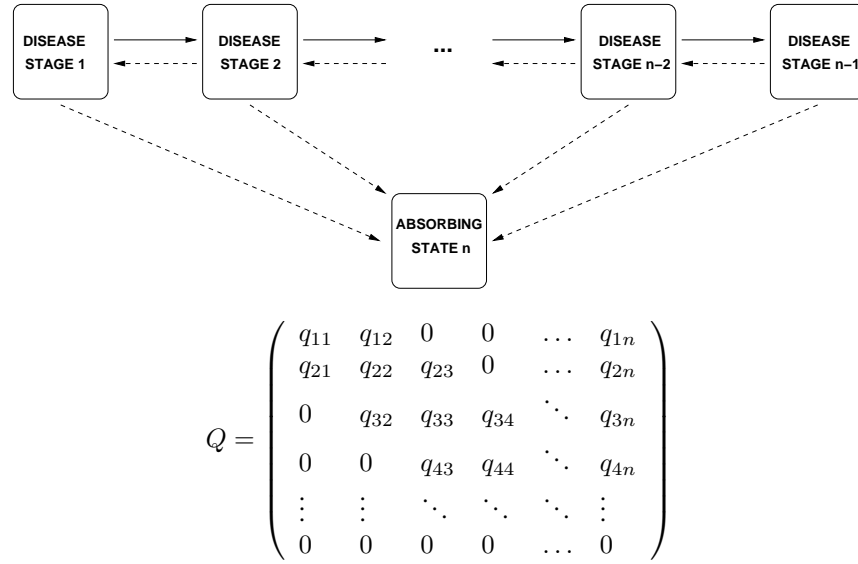 DISEASE STAGE 1
DISEASE STAGE 2
...
DISEASE STAGE n−2
DISEASE STAGE n−1
ABSORBING
STATE n
Q = ( q₁₁ q₁₂ 0 0 … q₁ₙ
q₂₁ q₂₂ q₂₃ 0 … q₂ₙ
0 q₃₂ q₃₃ q₃₄ ⋱ q₃ₙ
0 0 q₄₃ q₄₄ ⋱ q₄ₙ
⋮ ⋮ ⋱ ⋱ ⋱ ⋮
0 0 0 0 … 0 )